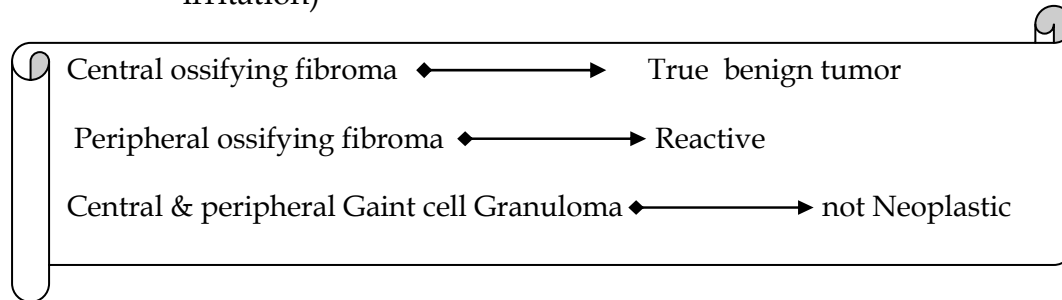 irritation)
Central ossifying fibroma True benign tumor
Peripheral ossifying fibroma Reactive
Central & peripheral Gaint cell Granuloma not Neoplastic